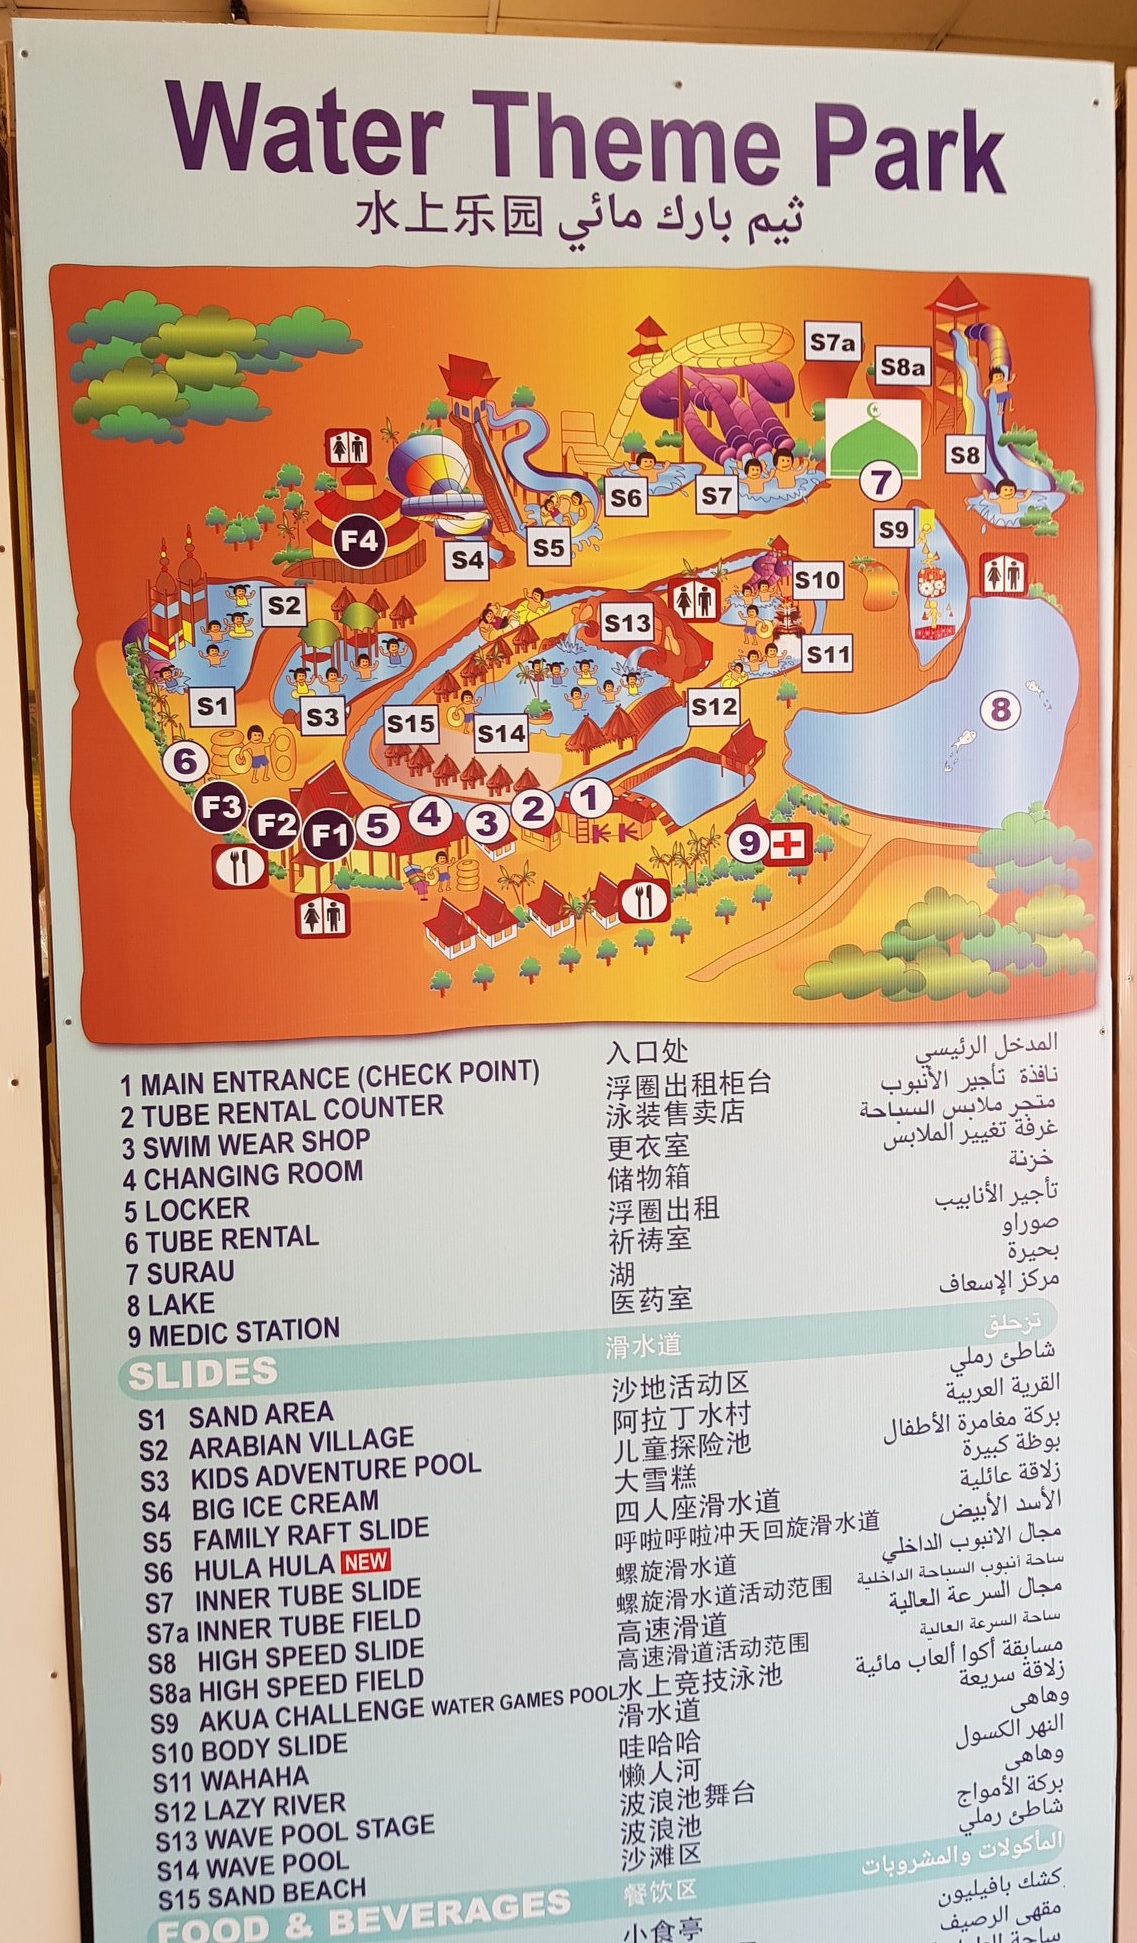 Water Theme Park
水上乐园 ثيم بارك مائي
S7a
S8a
S8
7
S6
S7
S9
F4
S4
S5
S2
S10
S13
S11
S1
S3
S15
S14
S12
8
6
F3
F2
F1
5
4
3
2
1
9
1 MAIN ENTRANCE (CHECK POINT) 入口处 المدخل الرئيسي
2 TUBE RENTAL COUNTER 浮圈出租柜台 نافذة تأجير الأنبوب
3 SWIM WEAR SHOP 泳装售卖店 متجر ملابس السباحة
4 CHANGING ROOM 更衣室 غرفة تغيير الملابس
5 LOCKER 储物箱 خزنة
6 TUBE RENTAL 浮圈出租 تأجير الأنابيب
7 SURAU 祈祷室 صوراو
8 LAKE 湖 بحيرة
9 MEDIC STATION 医药室 مركز الإسعاف
SLIDES 滑水道 تزحلق
S1 SAND AREA 沙地活动区 شاطئ رملي
S2 ARABIAN VILLAGE 阿拉丁水村 القرية العربية
S3 KIDS ADVENTURE POOL 儿童探险池 بركة مغامرة الأطفال
S4 BIG ICE CREAM 大雪糕 بوظة كبيرة
S5 FAMILY RAFT SLIDE 四人座滑水道 زلاقة عائلية
S6 HULA HULA NEW 呼啦呼啦冲天回旋滑水道 الأسد الأبيض
S7 INNER TUBE SLIDE 螺旋滑水道 مجال الانبوب الداخلي
S7a INNER TUBE FIELD 螺旋滑水道活动范围 ساحة أنبوب السباحة الداخلية
S8 HIGH SPEED SLIDE 高速滑道 مجال السرعة العالية
S8a HIGH SPEED FIELD 高速滑道活动范围 ساحة السرعة العالية
S9 AKUA CHALLENGE WATER GAMES POOL 水上竞技泳池 مسابقة أكوا ألعاب مائية
S10 BODY SLIDE 滑水道 زلاقة سريعة
S11 WAHAHA 哇哈哈 وهاهى
S12 LAZY RIVER 懒人河 النهر الكسول
S13 WAVE POOL STAGE 波浪池舞台 وهاهى
S14 WAVE POOL 波浪池 بركة الأمواج
S15 SAND BEACH 沙滩区 شاطئ رملي
FOOD & BEVERAGES 餐饮区 المأكولات والمشروبات
小食亭 كشك بافيليون
مقهى الرصيف